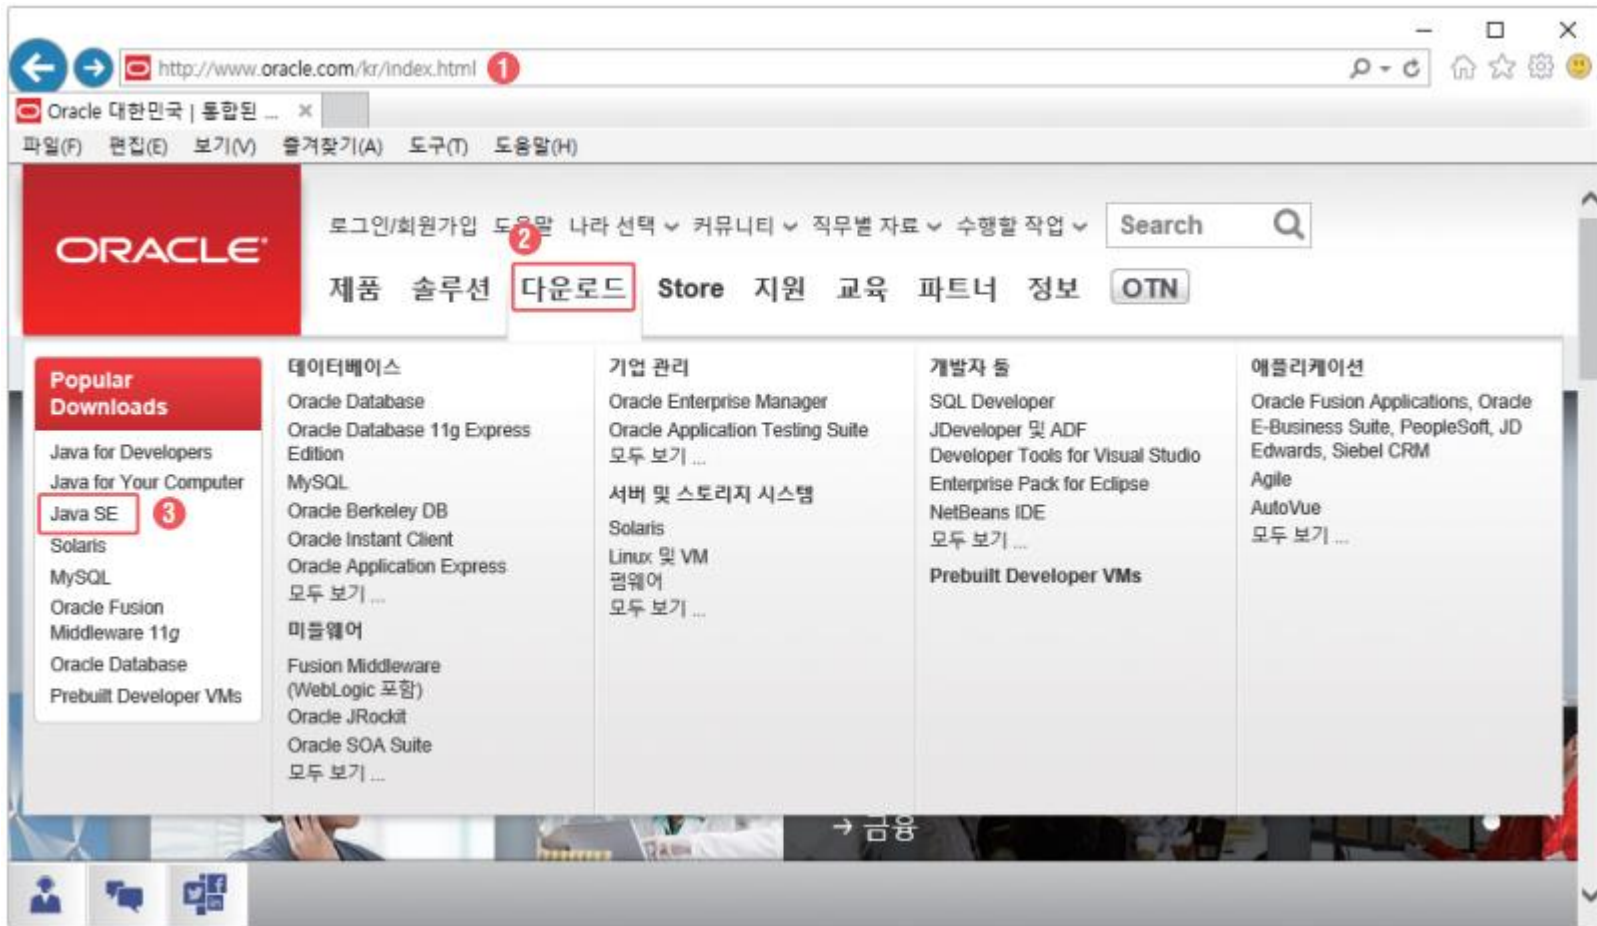 http://www.oracle.com/kr/index.html 1
Oracle 대한민국 | 통합된 ...
파일(F) 편집(E) 보기(V) 즐겨찾기(A) 도구(T) 도움말(H)
ORACLE
로그인/회원가입 도움말 나라 선택 커뮤니티 직무별 자료 수행할 작업 Search
2
제품 솔루션 다운로드 Store 지원 교육 파트너 정보 OTN
Popular
Downloads
Java for Developers
Java for Your Computer
Java SE 3
Solaris
MySQL
Oracle Fusion
Middleware 11g
Oracle Database
Prebuilt Developer VMs
데이터베이스
Oracle Database
Oracle Database 11g Express
Edition
MySQL
Oracle Berkeley DB
Oracle Instant Client
Oracle Application Express
모두 보기 ...
미들웨어
Fusion Middleware
(WebLogic 포함)
Oracle JRockit
Oracle SOA Suite
모두 보기 ...
기업 관리
Oracle Enterprise Manager
Oracle Application Testing Suite
모두 보기 ...
서버 및 스토리지 시스템
Solaris
Linux 및 VM
펌웨어
모두 보기 ...
개발자 툴
SQL Developer
JDeveloper 및 ADF
Developer Tools for Visual Studio
Enterprise Pack for Eclipse
NetBeans IDE
모두 보기 ...
Prebuilt Developer VMs
애플리케이션
Oracle Fusion Applications, Oracle
E-Business Suite, PeopleSoft, JD
Edwards, Siebel CRM
Agile
AutoVue
모두 보기 ...
→ 금융